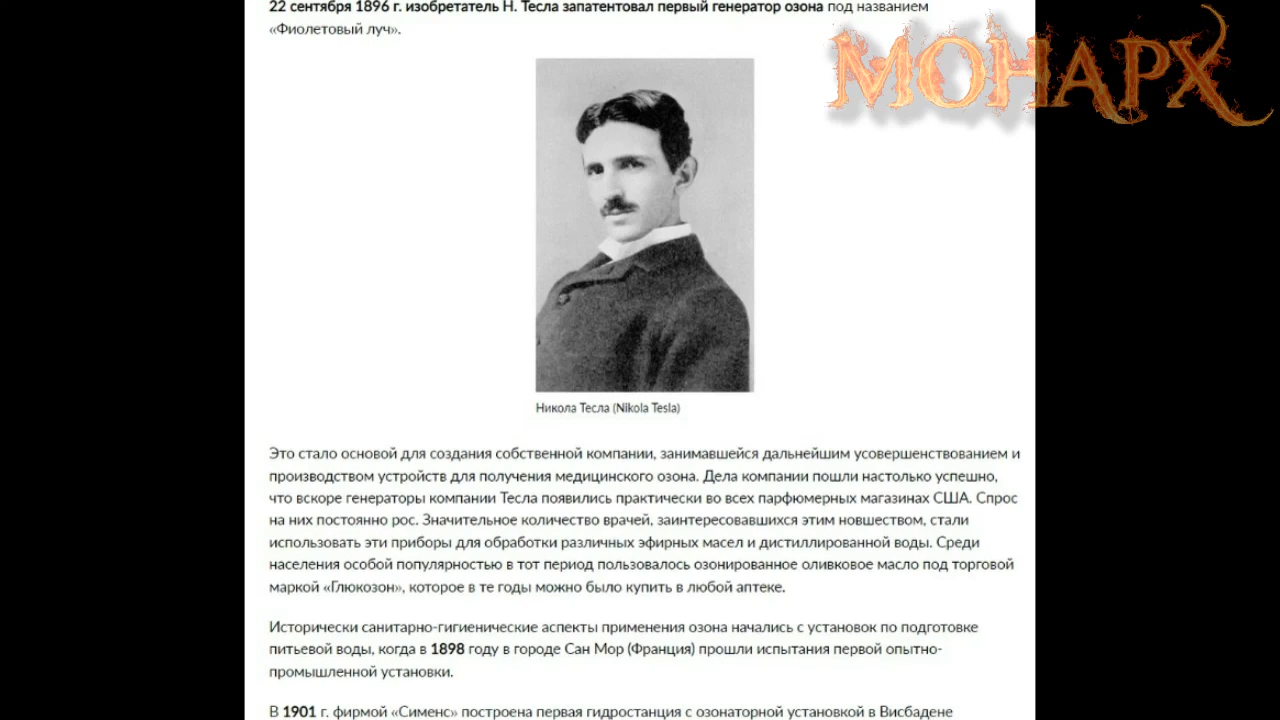 22 сентября 1896 г. изобретатель Н. Тесла запатентовал первый генератор озона под названием
«Фиолетовый луч».
МОНАРХ
Никола Тесла (Nikola Tesla)
Это стало основой для создания собственной компании, занимавшейся дальнейшим усовершенствованием и
производством устройств для получения медицинского озона. Дела компании пошли настолько успешно,
что вскоре генераторы компании Тесла появились практически во всех парфюмерных магазинах США. Спрос
на них постоянно рос. Значительное количество врачей, заинтересовавшихся этим новшеством, стали
использовать эти приборы для обработки различных эфирных масел и дистиллированной воды. Среди
населения особой популярностью в тот период пользовалось озонированное оливковое масло под торговой
маркой «Глюкозон», которое в те годы можно было купить в любой аптеке.
Исторически санитарно-гигиенические аспекты применения озона начались с установок по подготовке
питьевой воды, когда в 1898 году в городе Сан Мор (Франция) прошли испытания первой опытно-
промышленной установки.
В 1901 г. фирмой «Сименс» построена первая гидростанция с озонаторной установкой в Висбадене